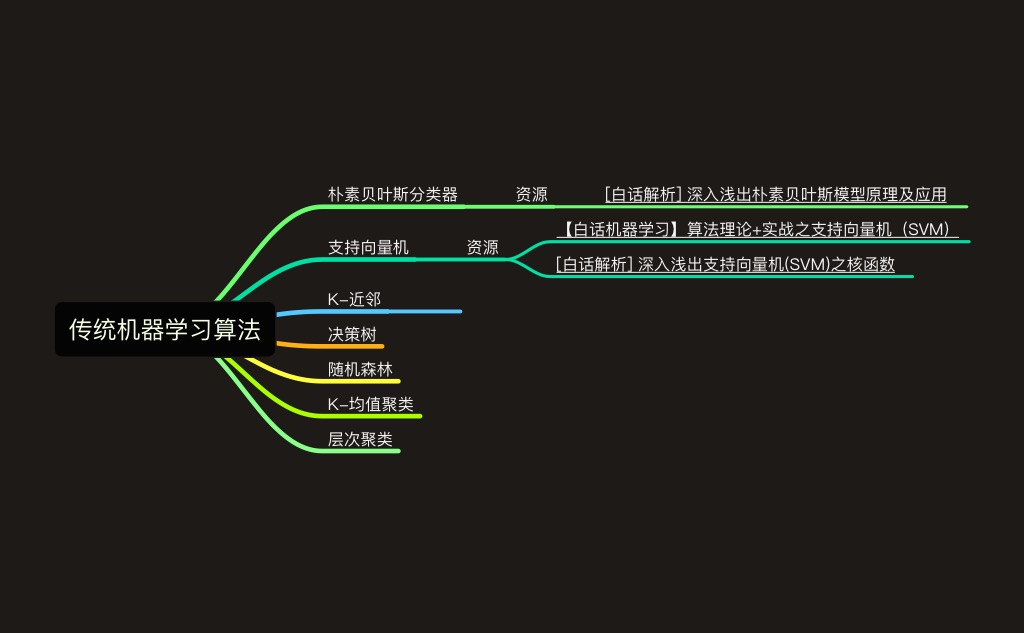 传统机器学习算法
朴素贝叶斯分类器
资源
[白话解析] 深入浅出朴素贝叶斯模型原理及应用
支持向量机
资源
【白话机器学习】算法理论+实战之支持向量机（SVM）
[白话解析] 深入浅出支持向量机(SVM)之核函数
K-近邻
决策树
随机森林
K-均值聚类
层次聚类